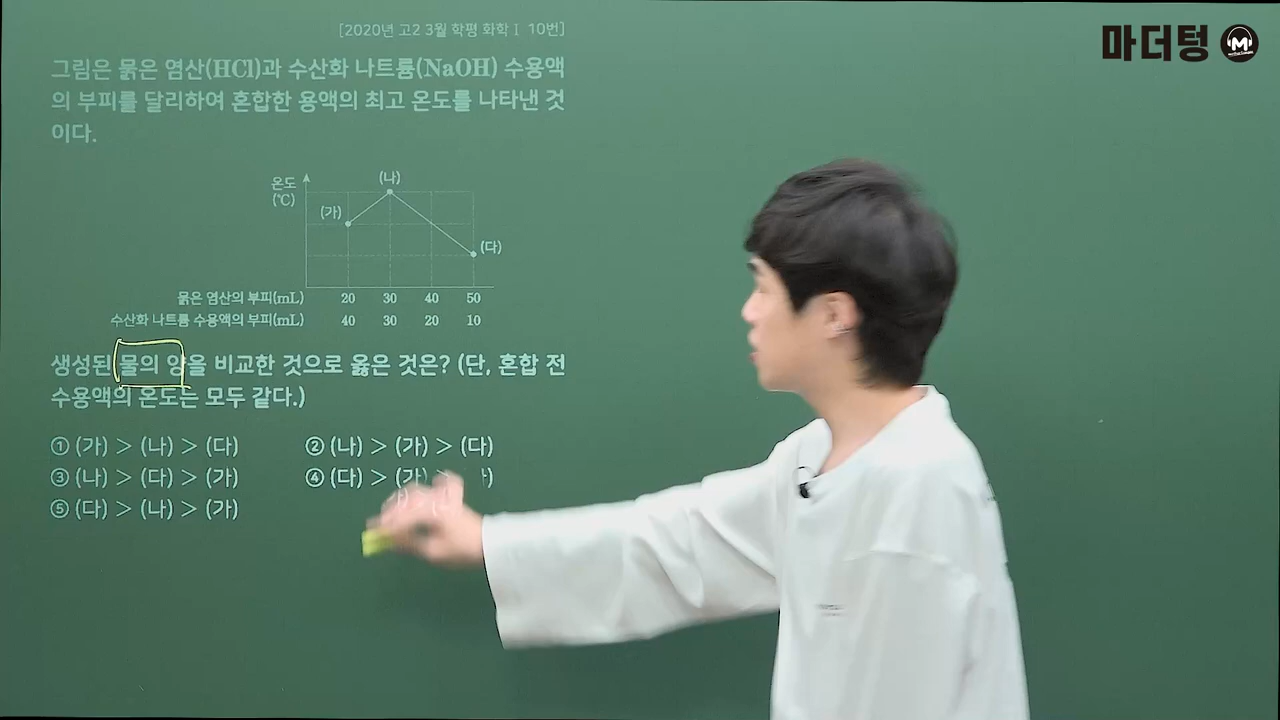 [2020년 고2 3월 학평 화학Ⅰ 10번]
마더텅
M
그림은 묽은 염산(HCl)과 수산화 나트륨(NaOH) 수용액
의 부피를 달리하여 혼합한 용액의 최고 온도를 나타낸 것
이다.
온도
(℃)
(가)
(나)
(다)
묽은 염산의 부피(mL) 20 30 40 50
수산화 나트륨 수용액의 부피(mL) 40 30 20 10
생성된 물의 양을 비교한 것으로 옳은 것은? (단, 혼합 전
수용액의 온도는 모두 같다.)
① (가) > (나) > (다) ② (나) > (가) > (다)
③ (나) > (다) > (가) ④ (다) > (가) >
⑤ (다) > (나) > (가)